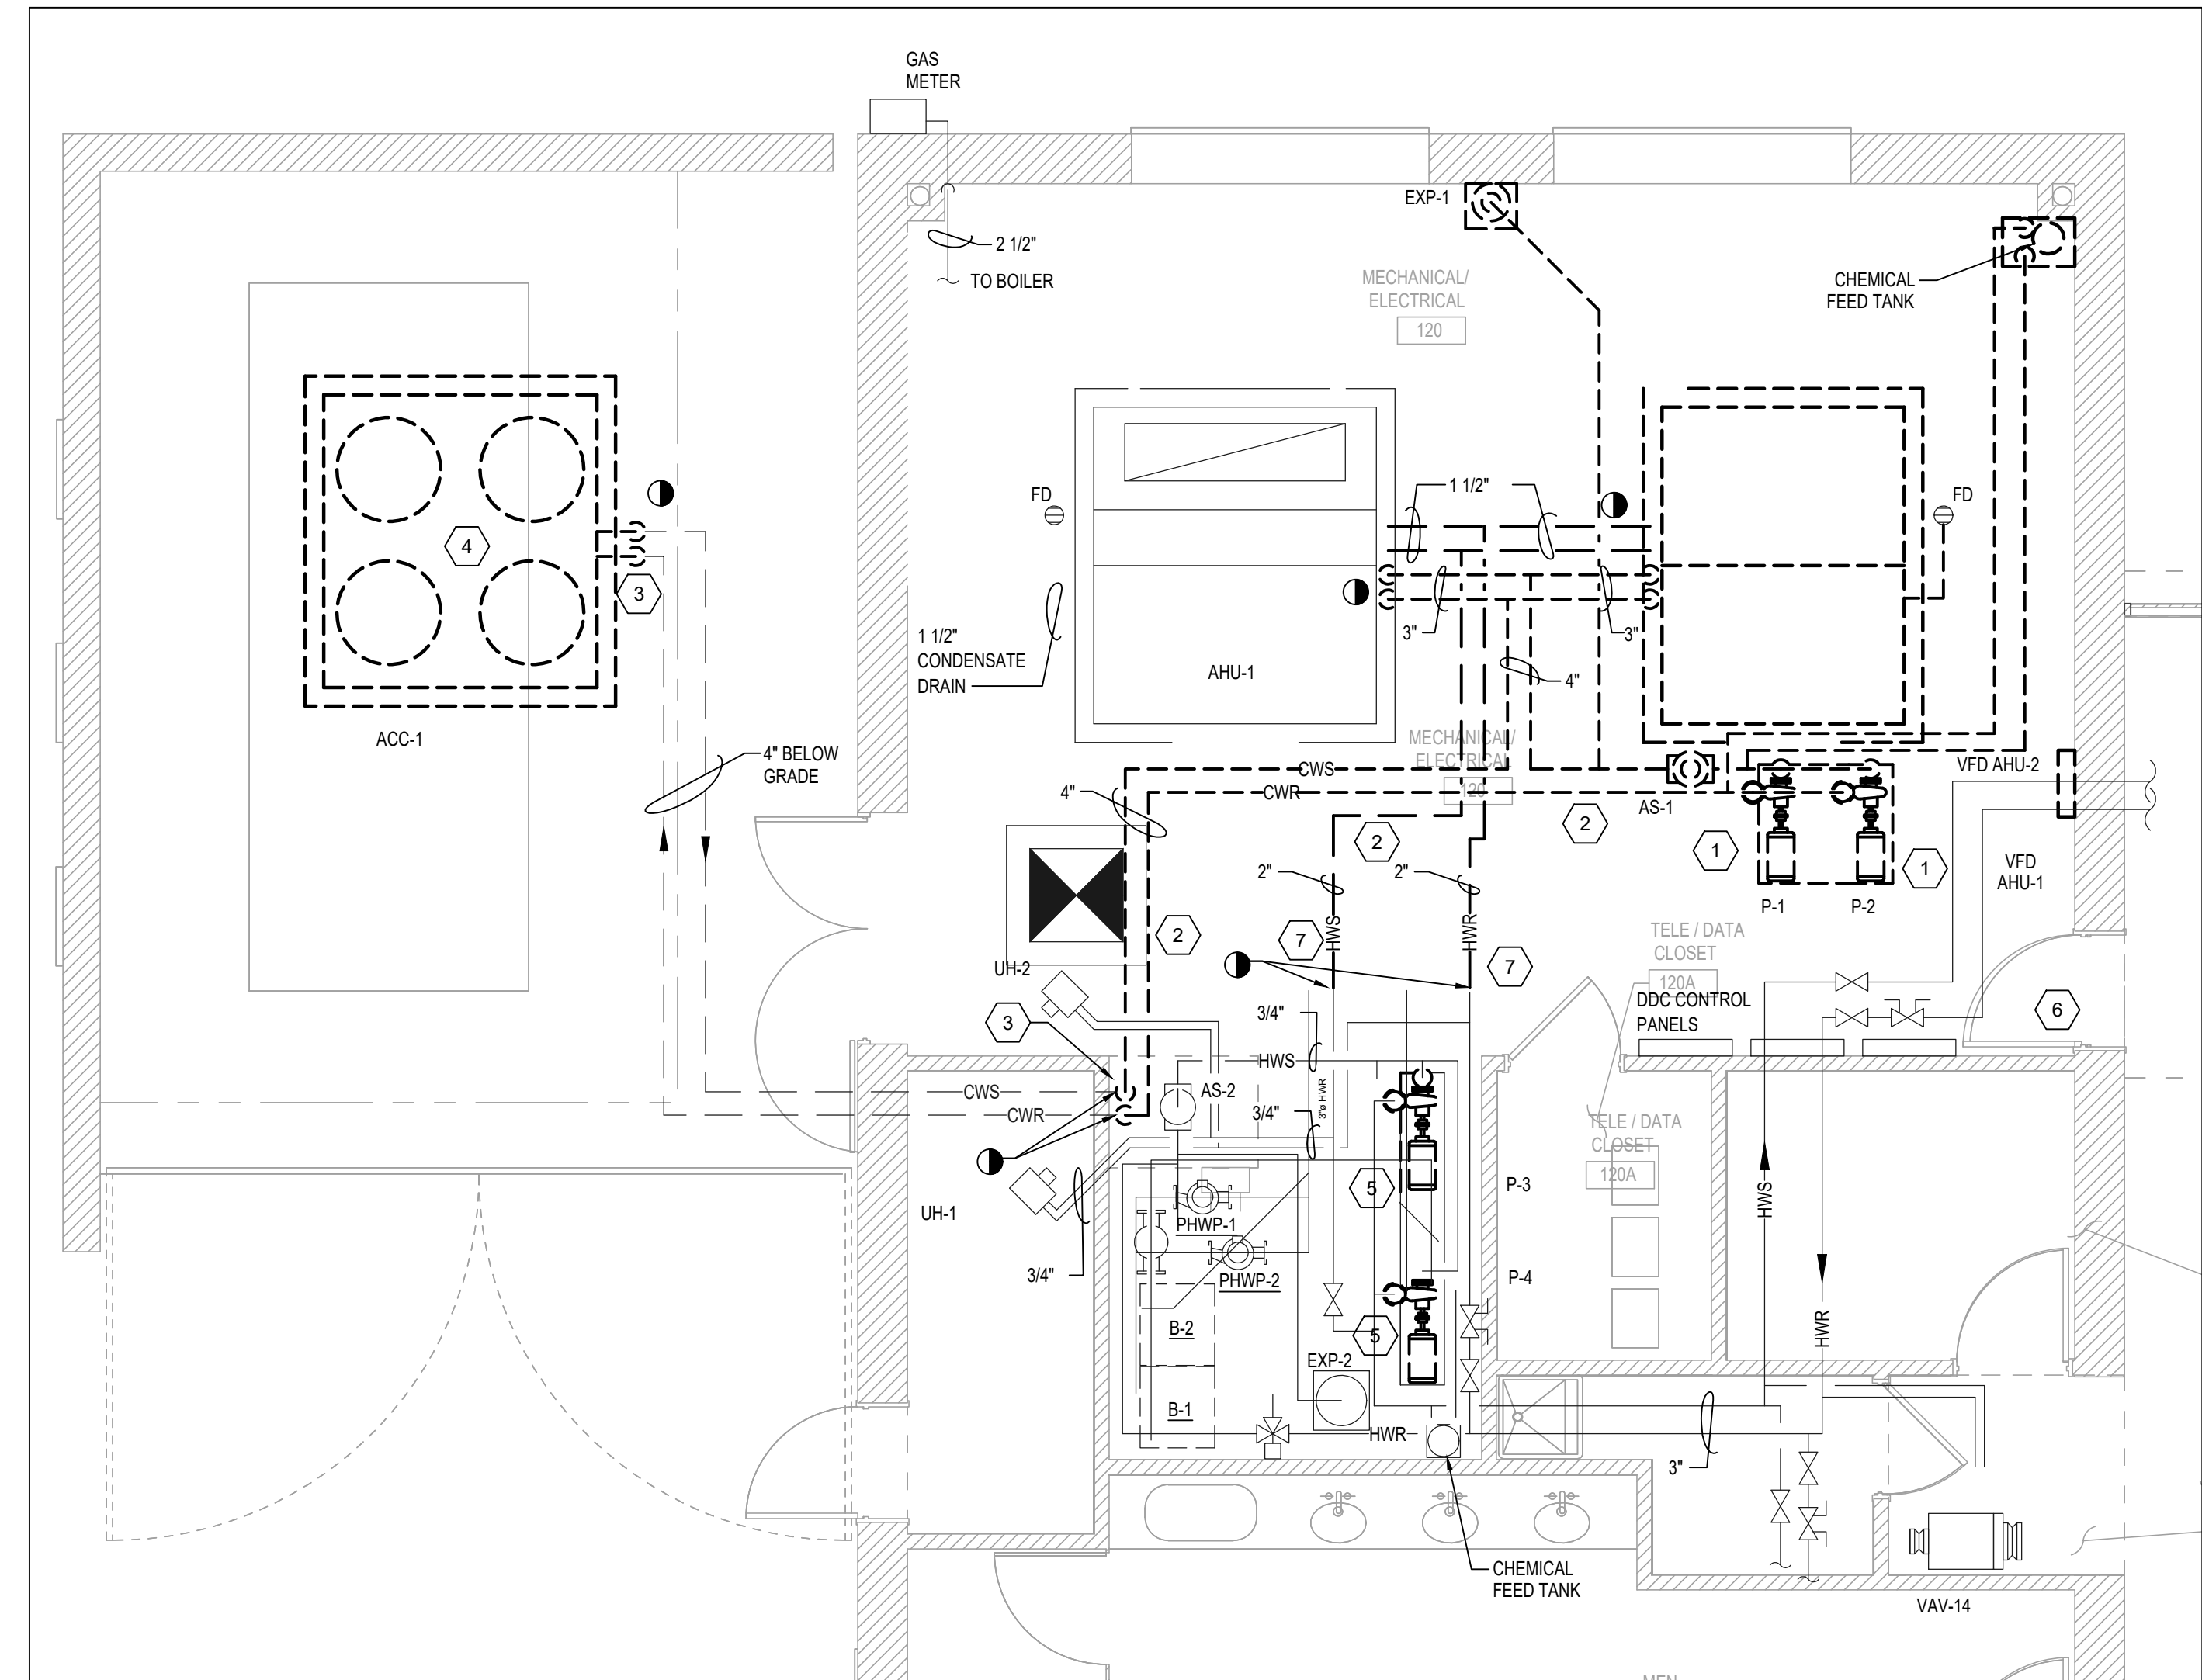 GAS
METER
2 1/2"
TO BOILER
EXP-1
MECHANICAL/
ELECTRICAL
120
CHEMICAL
FEED TANK
FD
1 1/2"
FD
4
3
1 1/2"
CONDENSATE
DRAIN
AHU-1
3"
3"
4"
ACC-1
4" BELOW
GRADE
MECHANICAL/
ELECTRICAL
120
CWS
CWR
4"
AS-1
VFD AHU-2
2
2
1
1
VFD
AHU-1
2"
2"
P-1
P-2
HWS
HWR
2
7
7
TELE / DATA
CLOSET
120A
DDC CONTROL
PANELS
UH-2
3
3/4"
6
HWS
AS-2
CWS
CWR
3/4"
3"ø HWR
TELE / DATA
CLOSET
120A
UH-1
5
P-3
HWS
PHWP-1
PHWP-2
3/4"
P-4
B-2
5
HWR
EXP-2
B-1
HWR
3"
CHEMICAL
FEED TANK
VAV-14